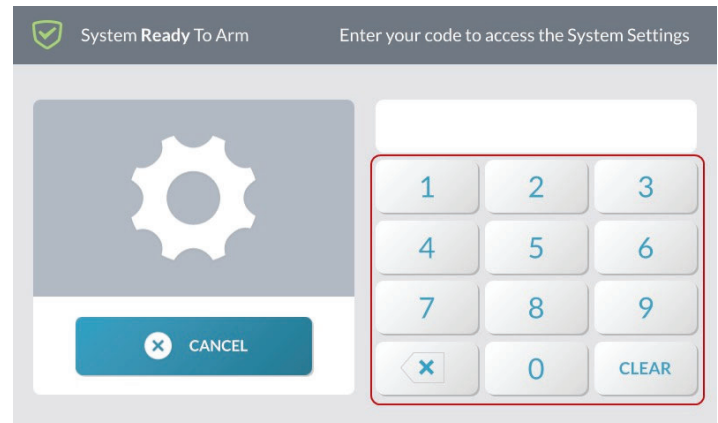 System Ready To Arm
Enter your code to access the System Settings
1 2 3
4 5 6
7 8 9
0 CLEAR
CANCEL